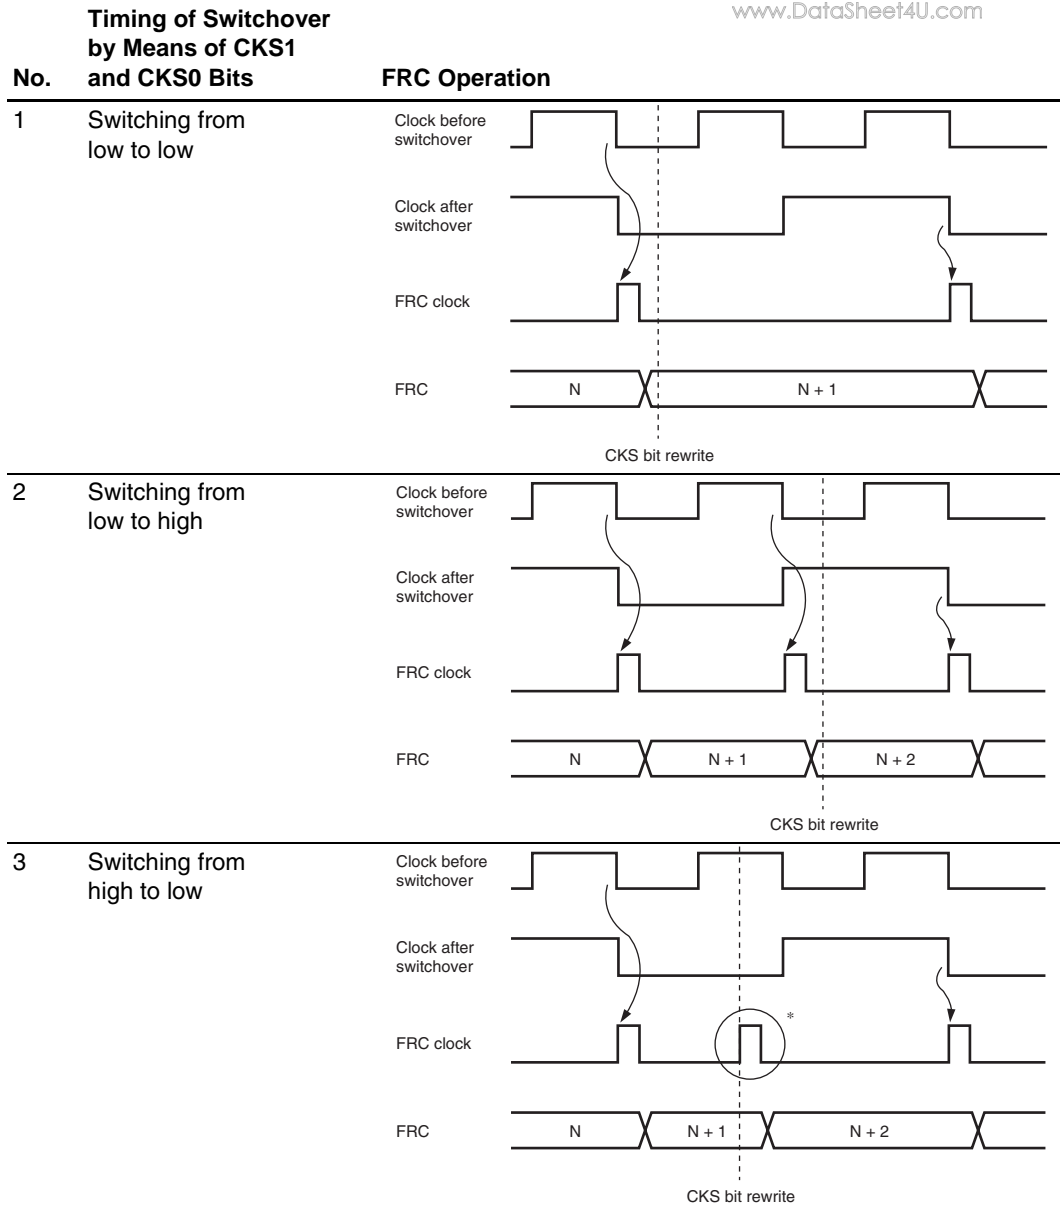 www.DataSheet4U.com
Timing of Switchover
by Means of CKS1
No. and CKS0 Bits FRC Operation
1 Switching from
low to low
Clock before
switchover
Clock after
switchover
FRC clock
FRC N N + 1
CKS bit rewrite
2 Switching from
low to high
Clock before
switchover
Clock after
switchover
FRC clock
FRC N N + 1 N + 2
CKS bit rewrite
3 Switching from
high to low
Clock before
switchover
Clock after
switchover
*
FRC clock
FRC N N + 1 N + 2
CKS bit rewrite